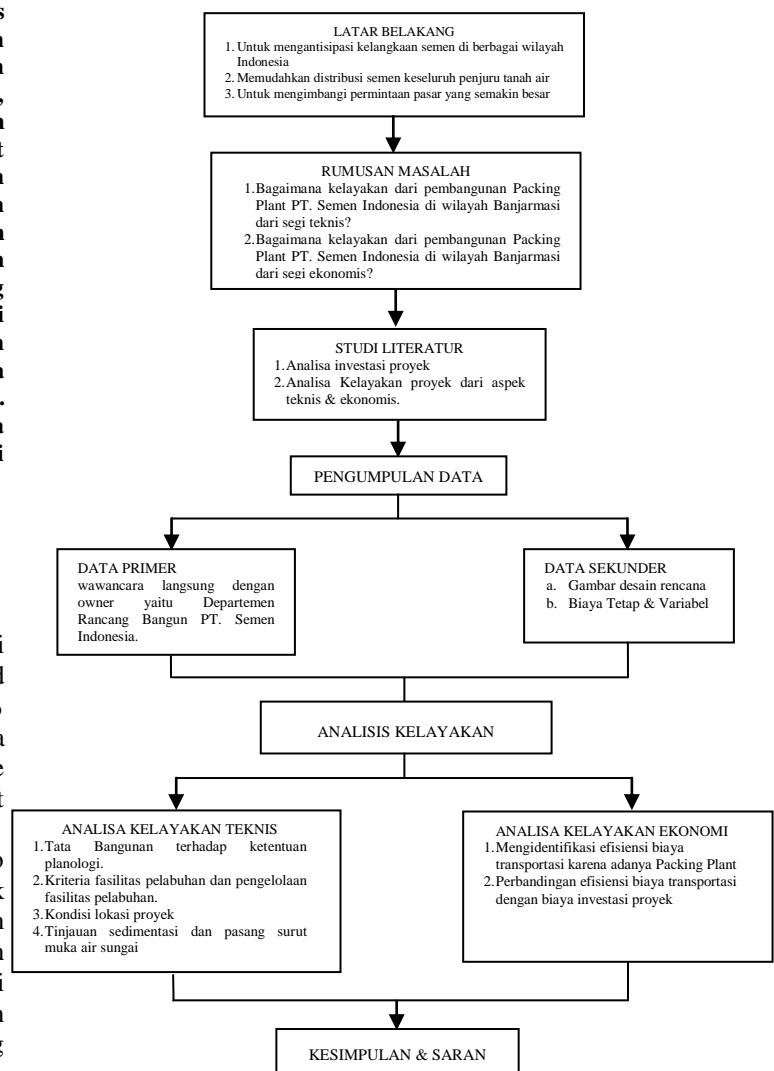 LATAR BELAKANG
1. Untuk mengantisipasi kelangkaan semen di berbagai wilayah
Indonesia
2. Memudahkan distribusi semen keseluruh penjuru tanah air
3. Untuk mengimbangi permintaan pasar yang semakin besar
RUMUSAN MASALAH
1.Bagaimana kelayakan dari pembangunan Packing
Plant PT. Semen Indonesia di wilayah Banjarmasi
dari segi teknis?
2.Bagaimana kelayakan dari pembangunan Packing
Plant PT. Semen Indonesia di wilayah Banjarmasi
dari segi ekonomis?
STUDI LITERATUR
1.Analisa investasi proyek
2.Analisa Kelayakan proyek dari aspek
teknis & ekonomis.
PENGUMPULAN DATA
DATA PRIMER
wawancara langsung dengan
owner yaitu Departemen
Rancang Bangun PT. Semen
Indonesia.
DATA SEKUNDER
a. Gambar desain rencana
b. Biaya Tetap & Variabel
ANALISIS KELAYAKAN
ANALISA KELAYAKAN TEKNIS
1.Tata Bangunan terhadap ketentuan
planologi.
2.Kriteria fasilitas pelabuhan dan pengelolaan
fasilitas pelabuhan.
3.Kondisi lokasi proyek
4.Tinjauan sedimentasi dan pasang surut
muka air sungai
ANALISA KELAYAKAN EKONOMI
1.Mengidentifikasi efisiensi biaya
transportasi karena adanya Packing Plant
2.Perbandingan efisiensi biaya transportasi
dengan biaya investasi proyek
KESIMPULAN & SARAN